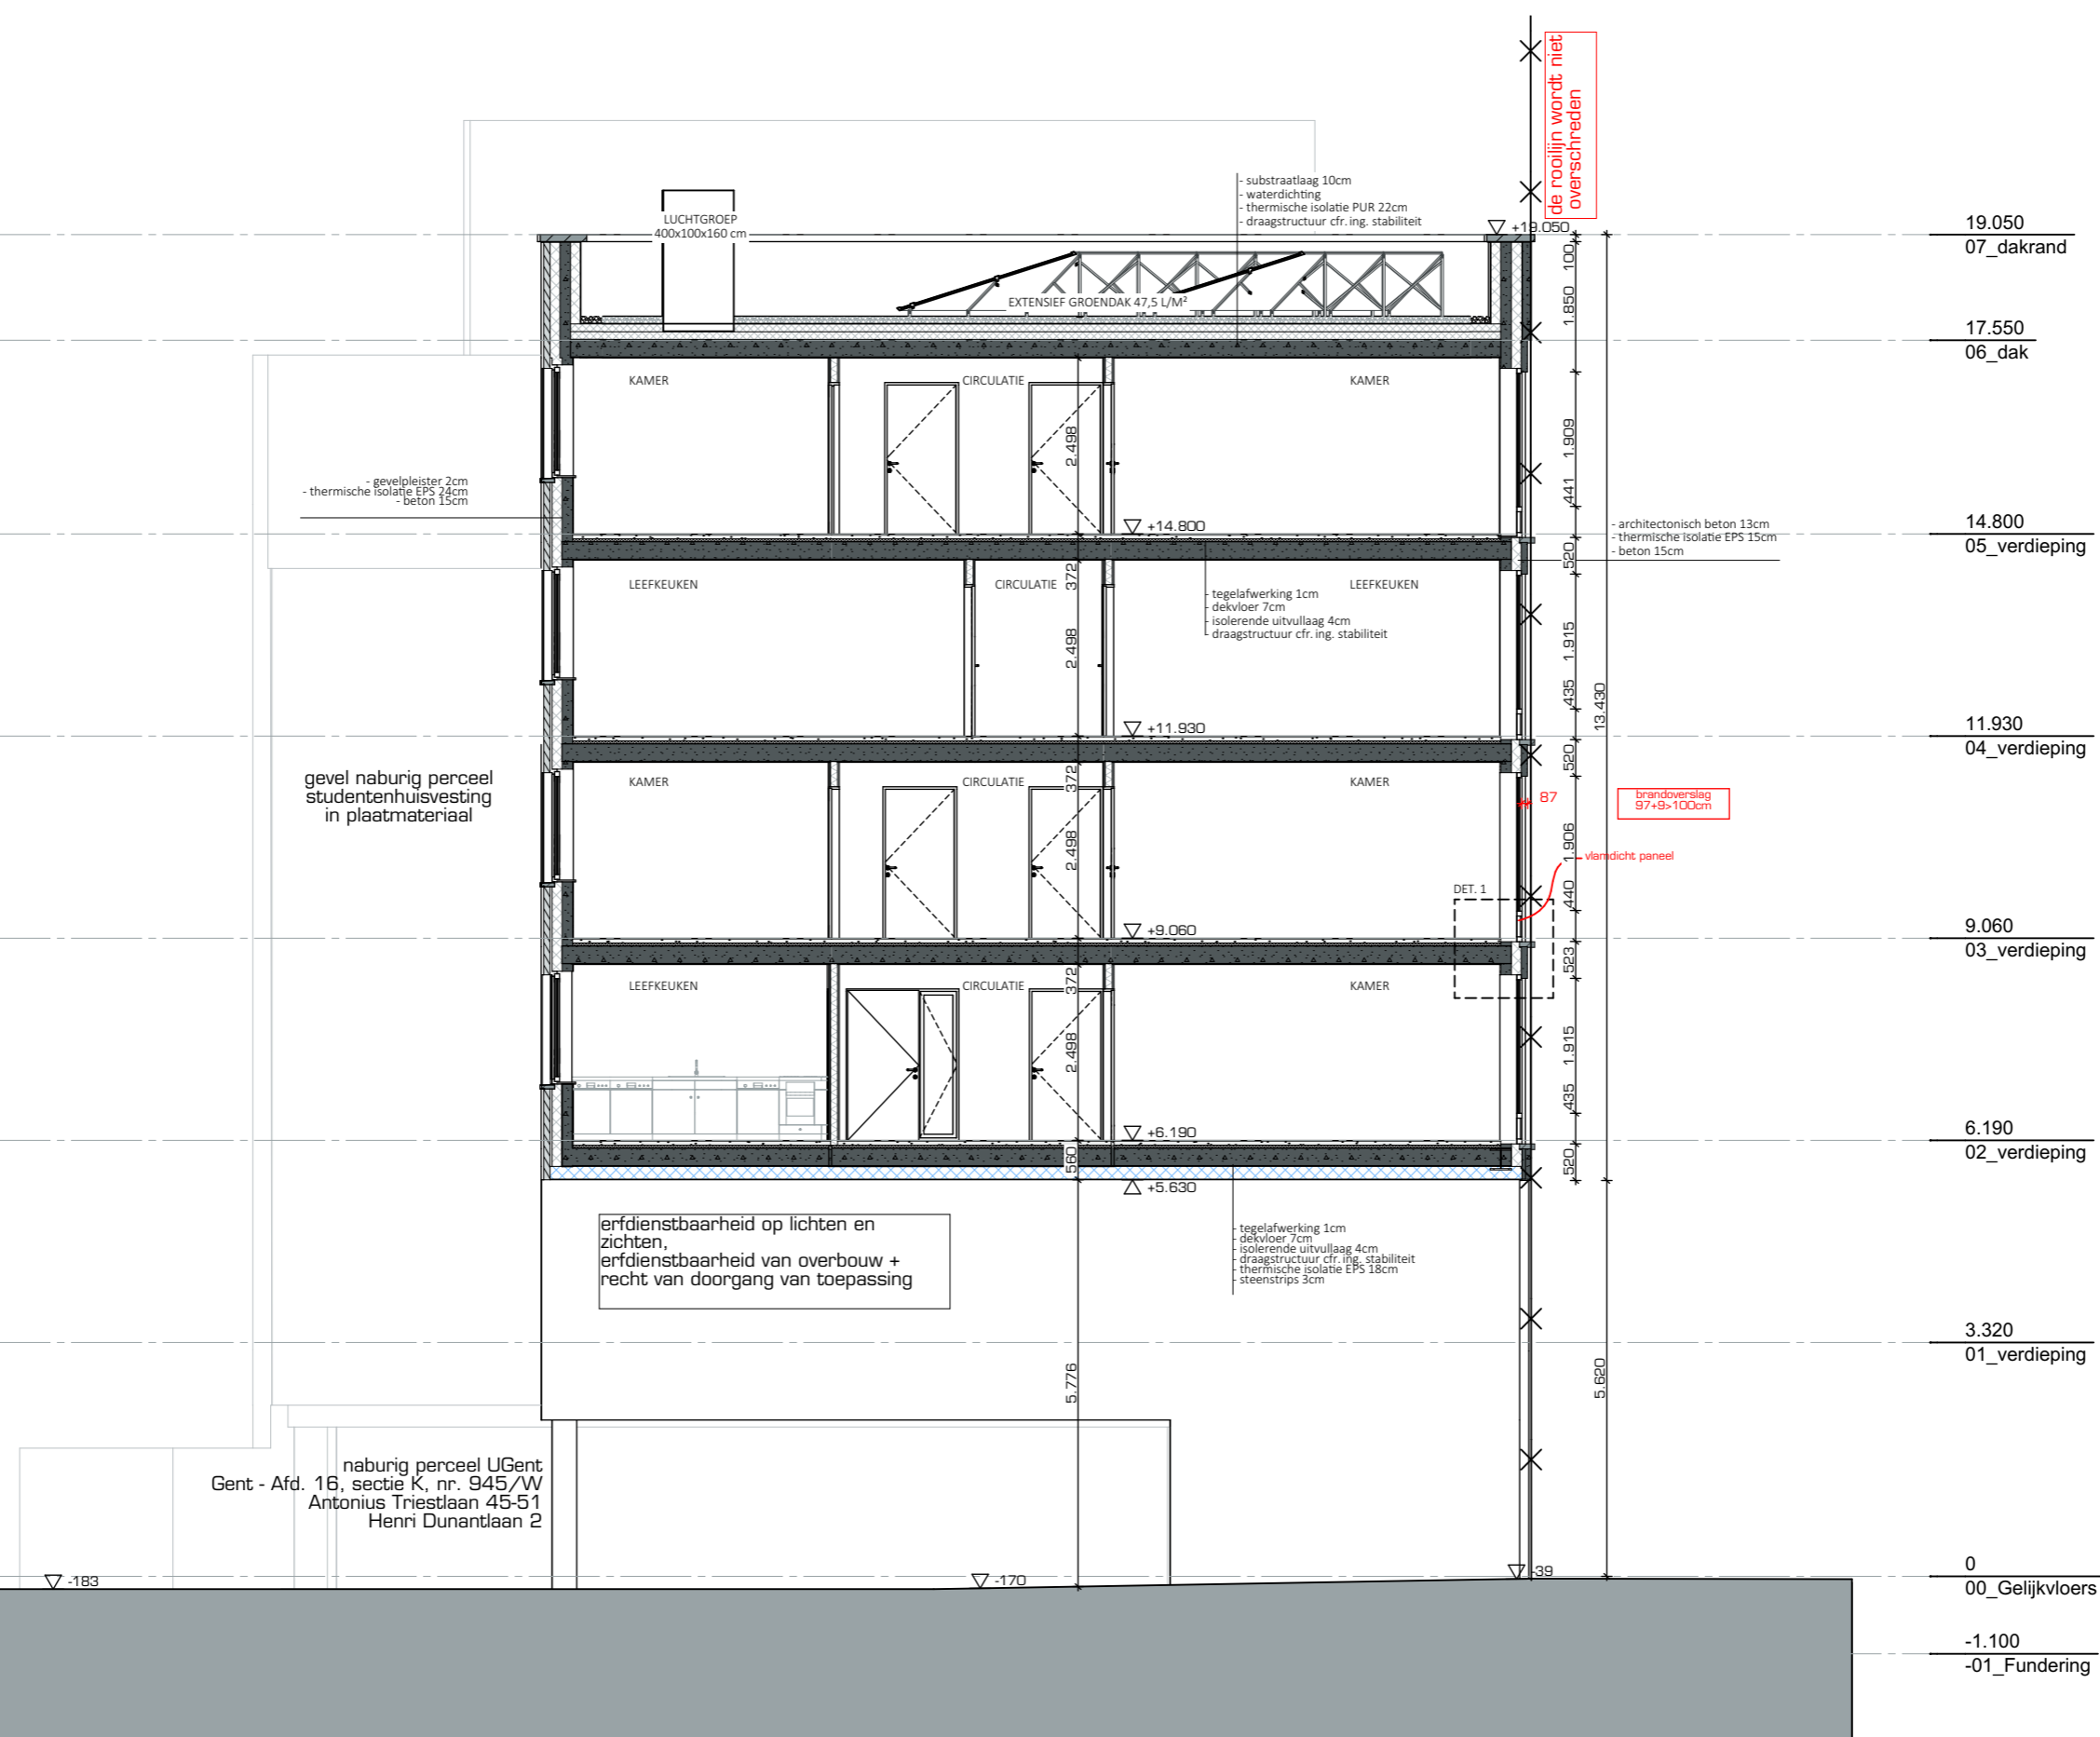 de rooilijn wordt niet
overschreden
- substraatlaag 10cm
- waterdichting
- thermische isolatie PUR 22cm
- draagstructuur cfr. ing. stabiliteit
LUCHTGROEP
400x100x160 cm
+19.050
19.050
07_dakrand
100
1.850
EXTENSIEF GROENDAK 47,5 L/M²
17.550
06_dak
KAMER
CIRCULATIE
KAMER
2.498
1.909
441
- gevelpleister 2cm
- thermische isolatie EPS 24cm
- beton 15cm
+14.800
- architectonisch beton 13cm
- thermische isolatie EPS 15cm
- beton 15cm
14.800
05_verdieping
520
372
LEEFKEUKEN
CIRCULATIE
LEEFKEUKEN
- tegelafwerking 1cm
- dekvloer 7cm
- isolerende uitvullaag 4cm
- draagstructuur cfr. ing. stabiliteit
2.498
1.915
435
13.430
+11.930
11.930
04_verdieping
520
372
gevel naburig perceel
studentenhuisvesting
in plaatmateriaal
KAMER
CIRCULATIE
KAMER
87
brandoverslag
97+9>100cm
2.498
1.906
vlamdicht paneel
440
DET. 1
+9.060
9.060
03_verdieping
523
372
LEEFKEUKEN
CIRCULATIE
KAMER
2.498
1.915
435
+6.190
6.190
02_verdieping
560
520
+5.630
erfdienstbaarheid op lichten en
zichten,
erfdienstbaarheid van overbouw +
recht van doorgang van toepassing
- tegelafwerking 1cm
- dekvloer 7cm
- isolerende uitvullaag 4cm
- draagstructuur cfr. ing. stabiliteit
- thermische isolatie EPS 18cm
- steenstrips 3cm
3.320
01_verdieping
5.776
5.620
naburig perceel UGent
Gent - Afd. 16, sectie K, nr. 945/W
Antonius Triestlaan 45-51
Henri Dunantlaan 2
-183
-170
-39
0
00_Gelijkvloers
-1.100
-01_Fundering